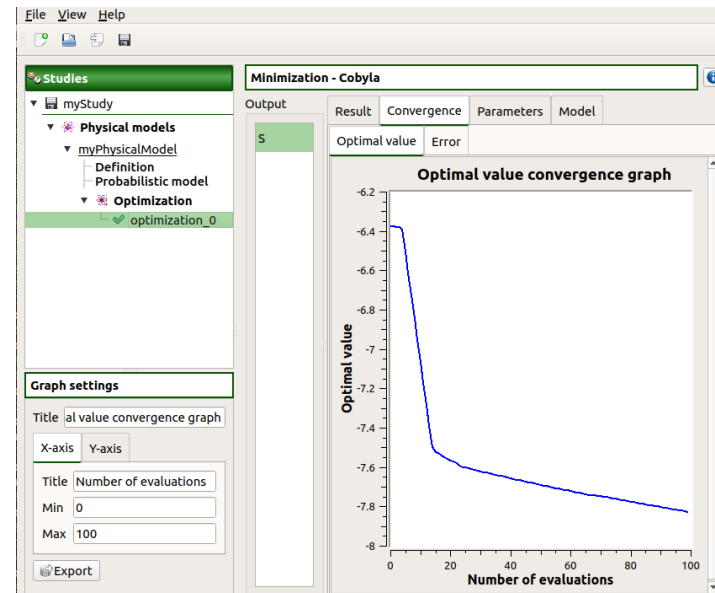 File View Help
Studies
myStudy
Physical models
myPhysicalModel
Definition
Probabilistic model
Optimization
optimization_0
Graph settings
Title al value convergence graph
X-axis Y-axis
Title Number of evaluations
Min 0
Max 100
Export
Minimization - Cobyla
Output
S
Result Convergence Parameters Model
Optimal value Error
Optimal value convergence graph
Optimal value
-6.2
-6.4
-6.6
-6.8
-7
-7.2
-7.4
-7.6
-7.8
-8
0 20 40 60 80 100
Number of evaluations